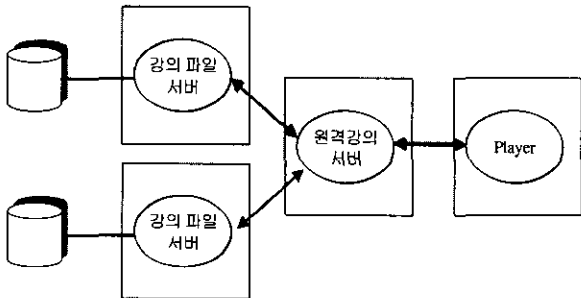 강의 파일
서버
원격강의
서버
Player
강의 파일
서버